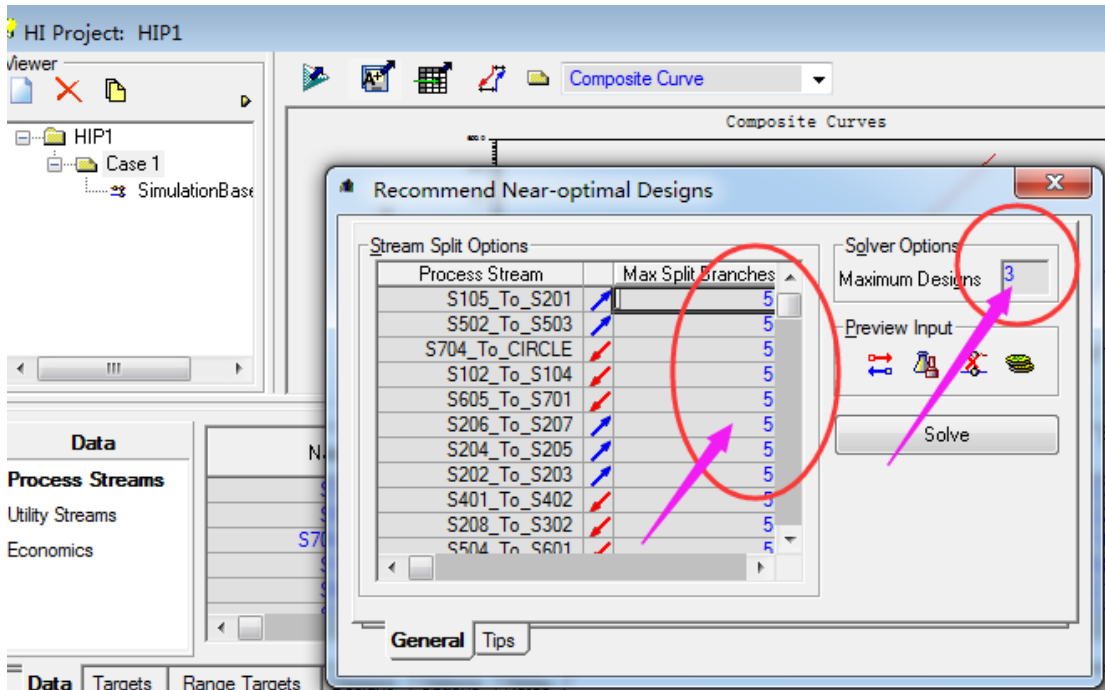 HI Project: HIP1
Viewer
Composite Curve
HIP1
Case 1
SimulationBase
Composite Curves
Recommend Near-optimal Designs
Stream Split Options
Process Stream Max Split Branches
S105_To_S201 5
S502_To_S503 5
S704_To_CIRCLE 5
S102_To_S104 5
S605_To_S701 5
S206_To_S207 5
S204_To_S205 5
S202_To_S203 5
S401_To_S402 5
S208_To_S302 5
S504_To_S601 5
Solver Options
Maximum Designs 3
Preview Input
Solve
General Tips
Data
Process Streams
Utility Streams
Economics
S70
Data Targets Range Targets